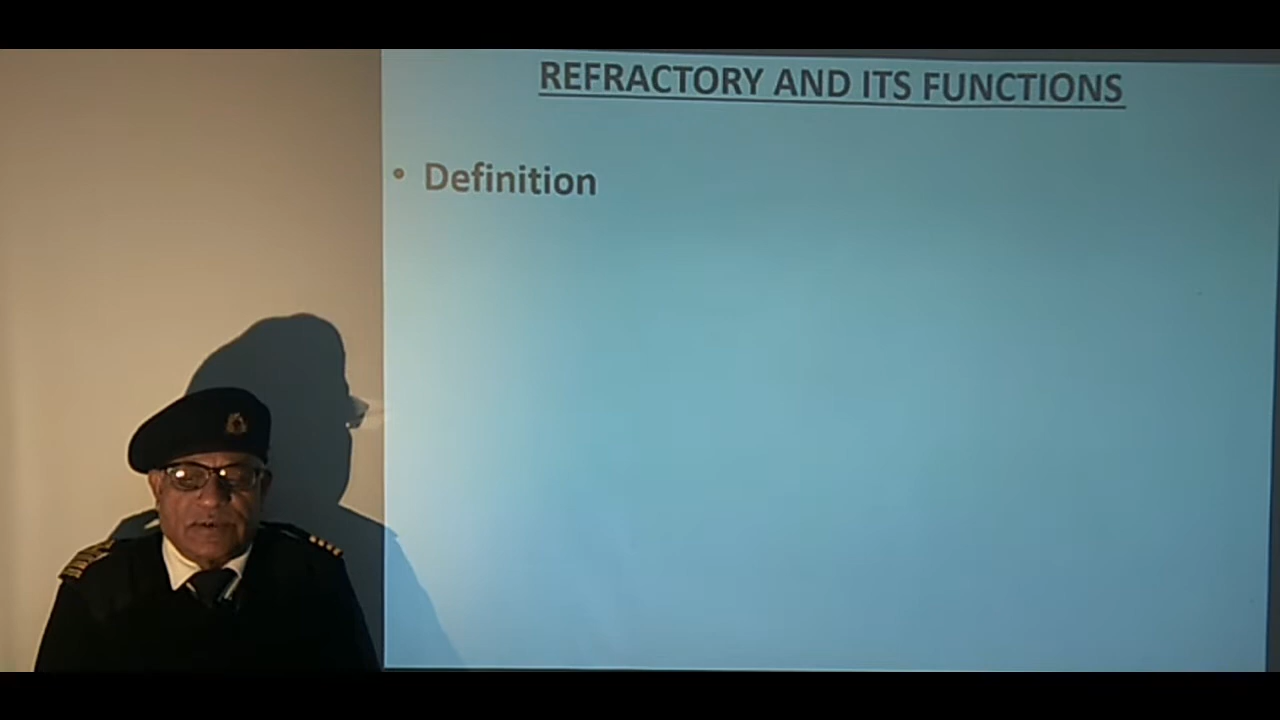 REFRACTORY AND ITS FUNCTIONS
• Definition